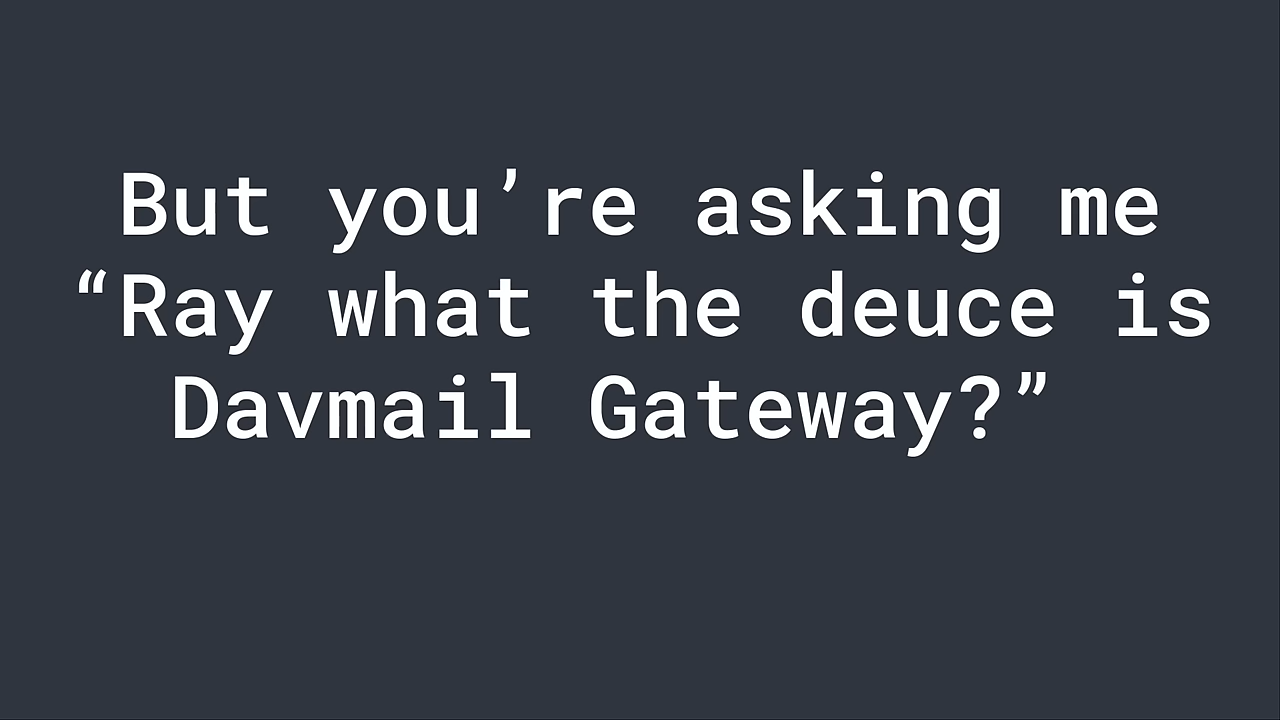 But you’re asking me
“Ray what the deuce is
Davmail Gateway?”